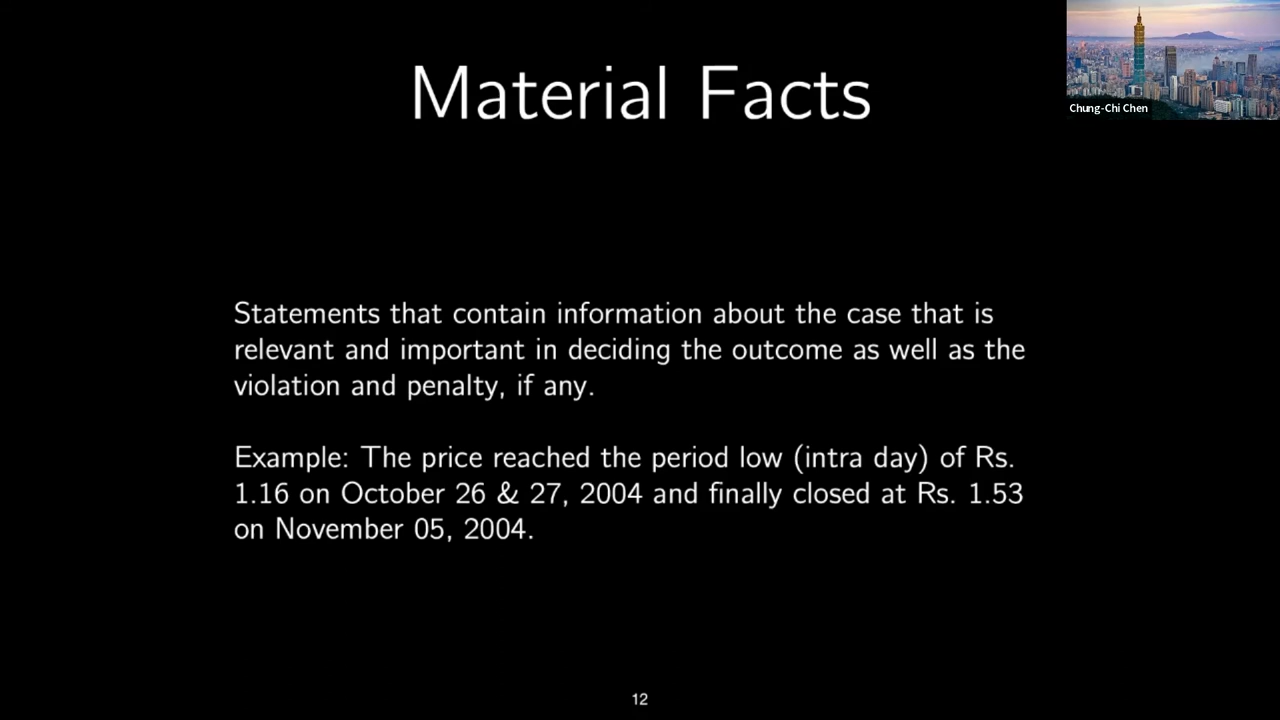 Material Facts
Chung-Chi Chen
Statements that contain information about the case that is
relevant and important in deciding the outcome as well as the
violation and penalty, if any.
Example: The price reached the period low (intra day) of Rs.
1.16 on October 26 & 27, 2004 and finally closed at Rs. 1.53
on November 05, 2004.
12